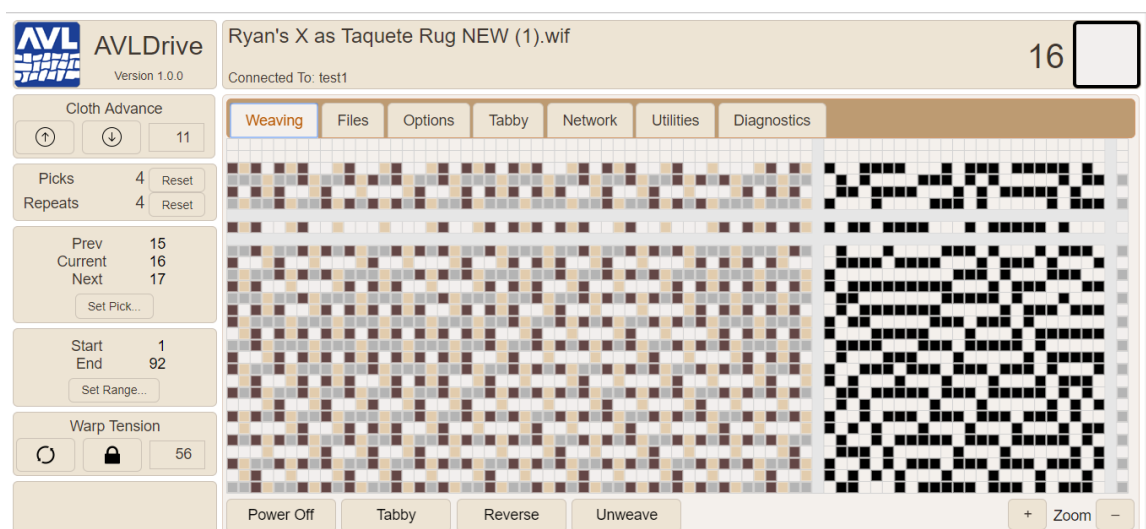 AVL
AVLDrive
Version 1.0.0
Ryan's X as Taquete Rug NEW (1).wif
Connected To: test1
16
Cloth Advance
11
Weaving Files Options Tabby Network Utilities Diagnostics
Picks 4 Reset
Repeats 4 Reset
Prev 15
Current 16
Next 17
Set Pick...
Start 1
End 92
Set Range...
Warp Tension
56
Power Off Tabby Reverse Unweave + Zoom –